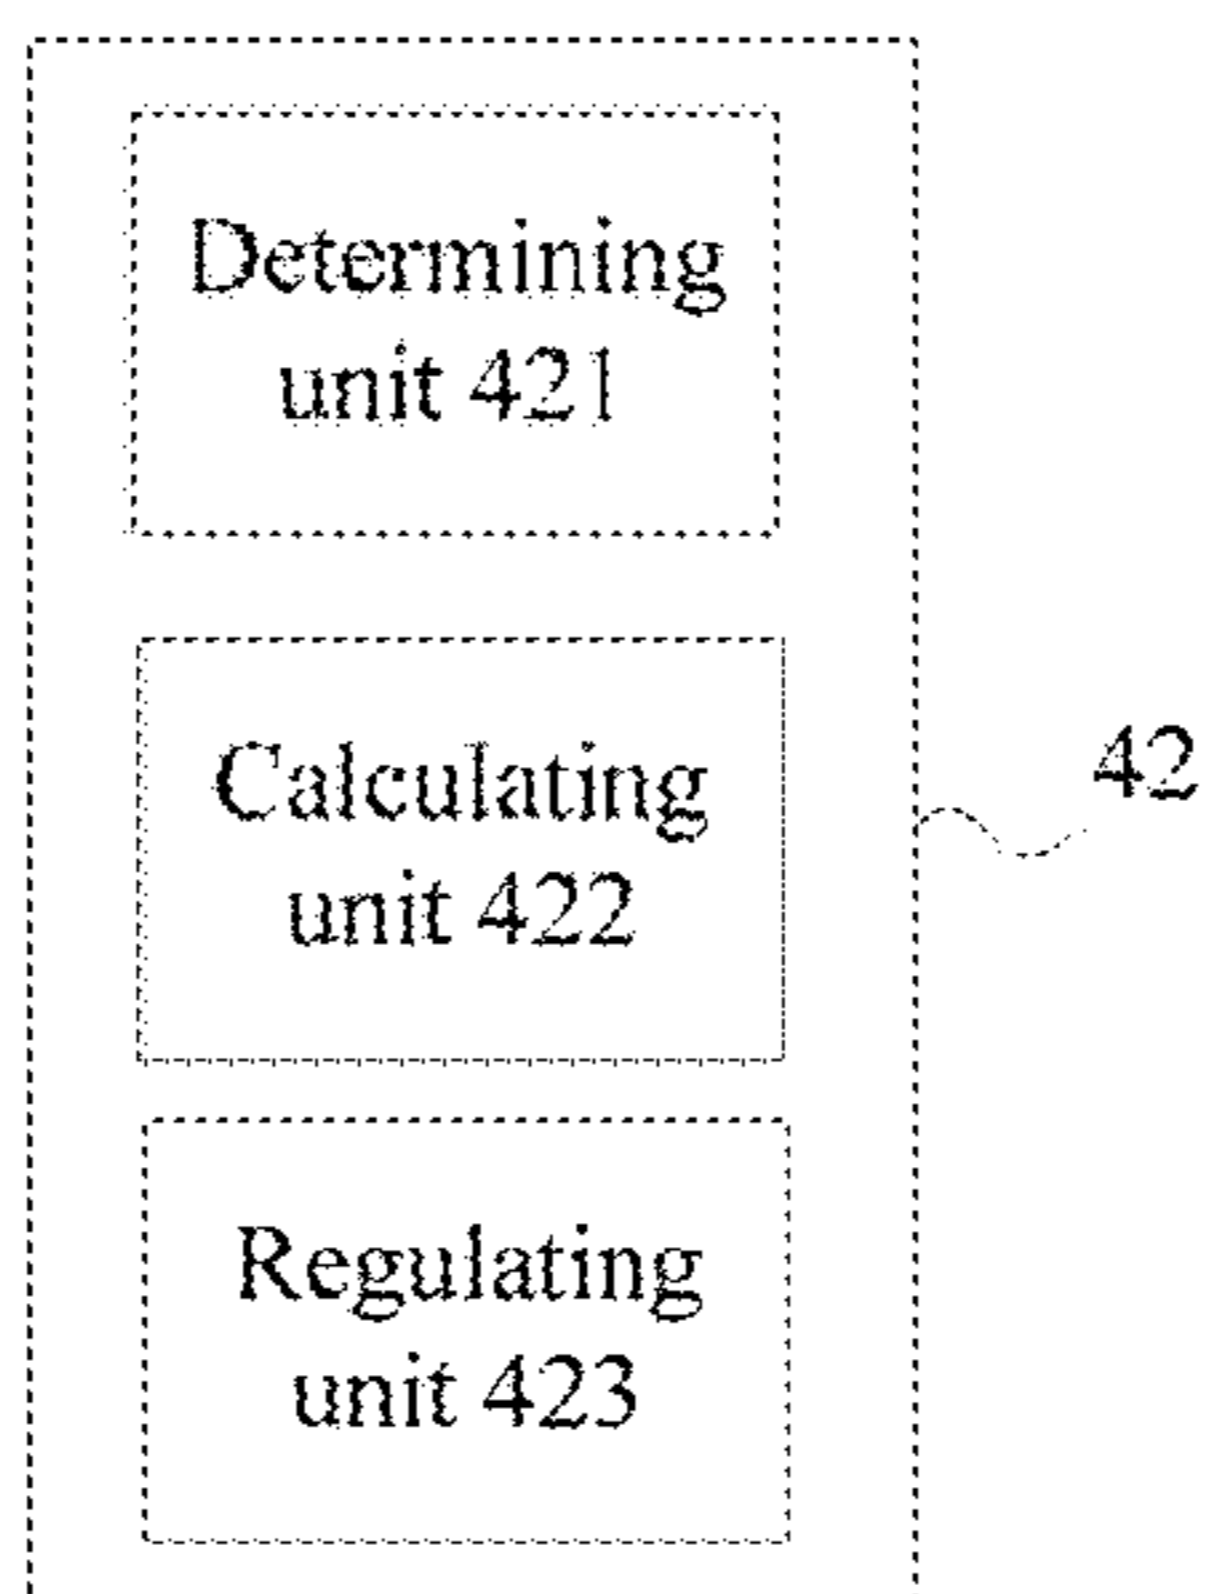 Determining
unit 421
Calculating
unit 422
42
Regulating
unit 423